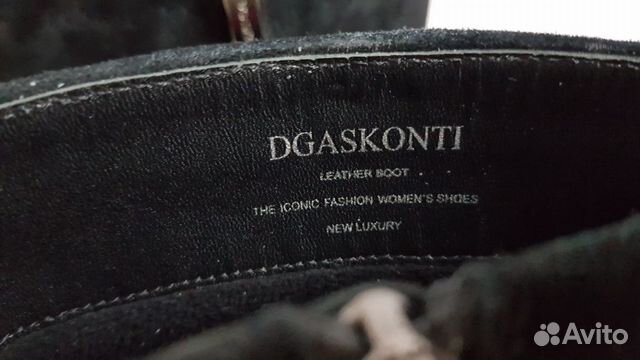 DGASKONTI
LEATHER BOOT
THE ICONIC FASHION WOMEN'S SHOES
NEW LUXURY
Avito